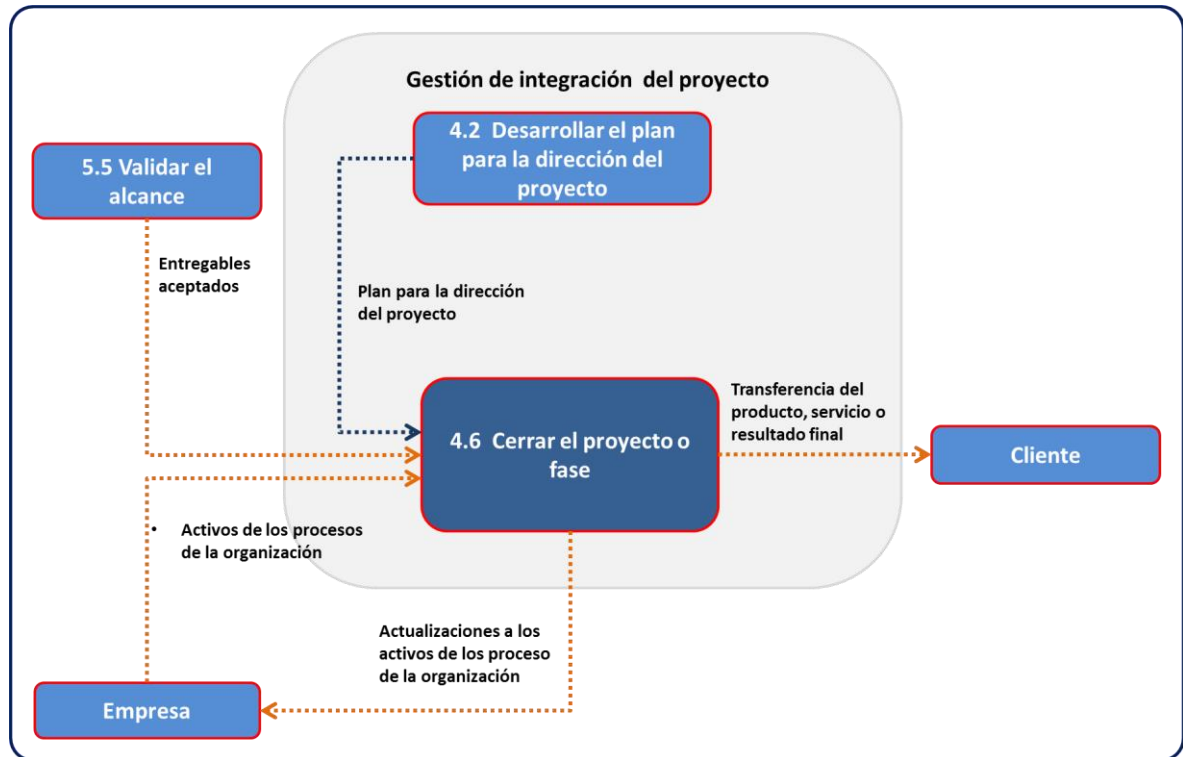 Gestión de integración del proyecto
4.2 Desarrollar el plan
para la dirección del
proyecto
5.5 Validar el
alcance
Entregables
aceptados
Plan para la dirección
del proyecto
4.6 Cerrar el proyecto o
fase
Transferencia del
producto, servicio o
resultado final
Cliente
• Activos de los procesos
de la organización
Actualizaciones a los
activos de los proceso
de la organización
Empresa